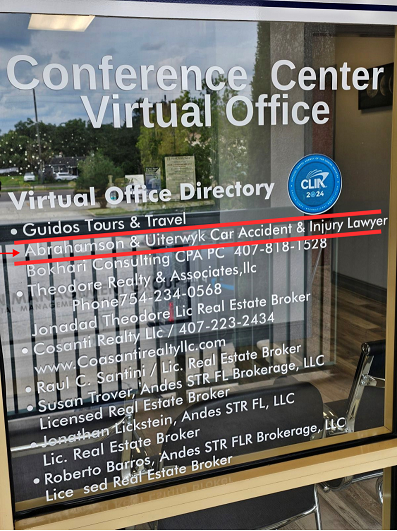 Conference Center
Virtual Office
CLIX
2024
Virtual Office Directory
• Guidos Tours & Travel
Abrahamson & Uiterwyk Car Accident & Injury Lawyer
Bokhari Consulting CPA PC 407-818-1528
• Theodore Realty & Associates,llc
Phone754-234-0568
Jonadad Theodore Lic Real Estate Broker
• Cosanti Realty Llc / 407-223-2434
www.Coasantirealtyllc.com
• Raul C. Santini / Lic. Real Estate Broker
• Susan Trover, Andes STR FL Brokerage, LLC
Licensed Real Estate Broker
• Jonathan Lickstein, Andes STR FL, LLC
Lic. Real Estate Broker
• Roberto Barros, Andes STR FLR Brokerage, LLC
Lice sed Real Estate Broker